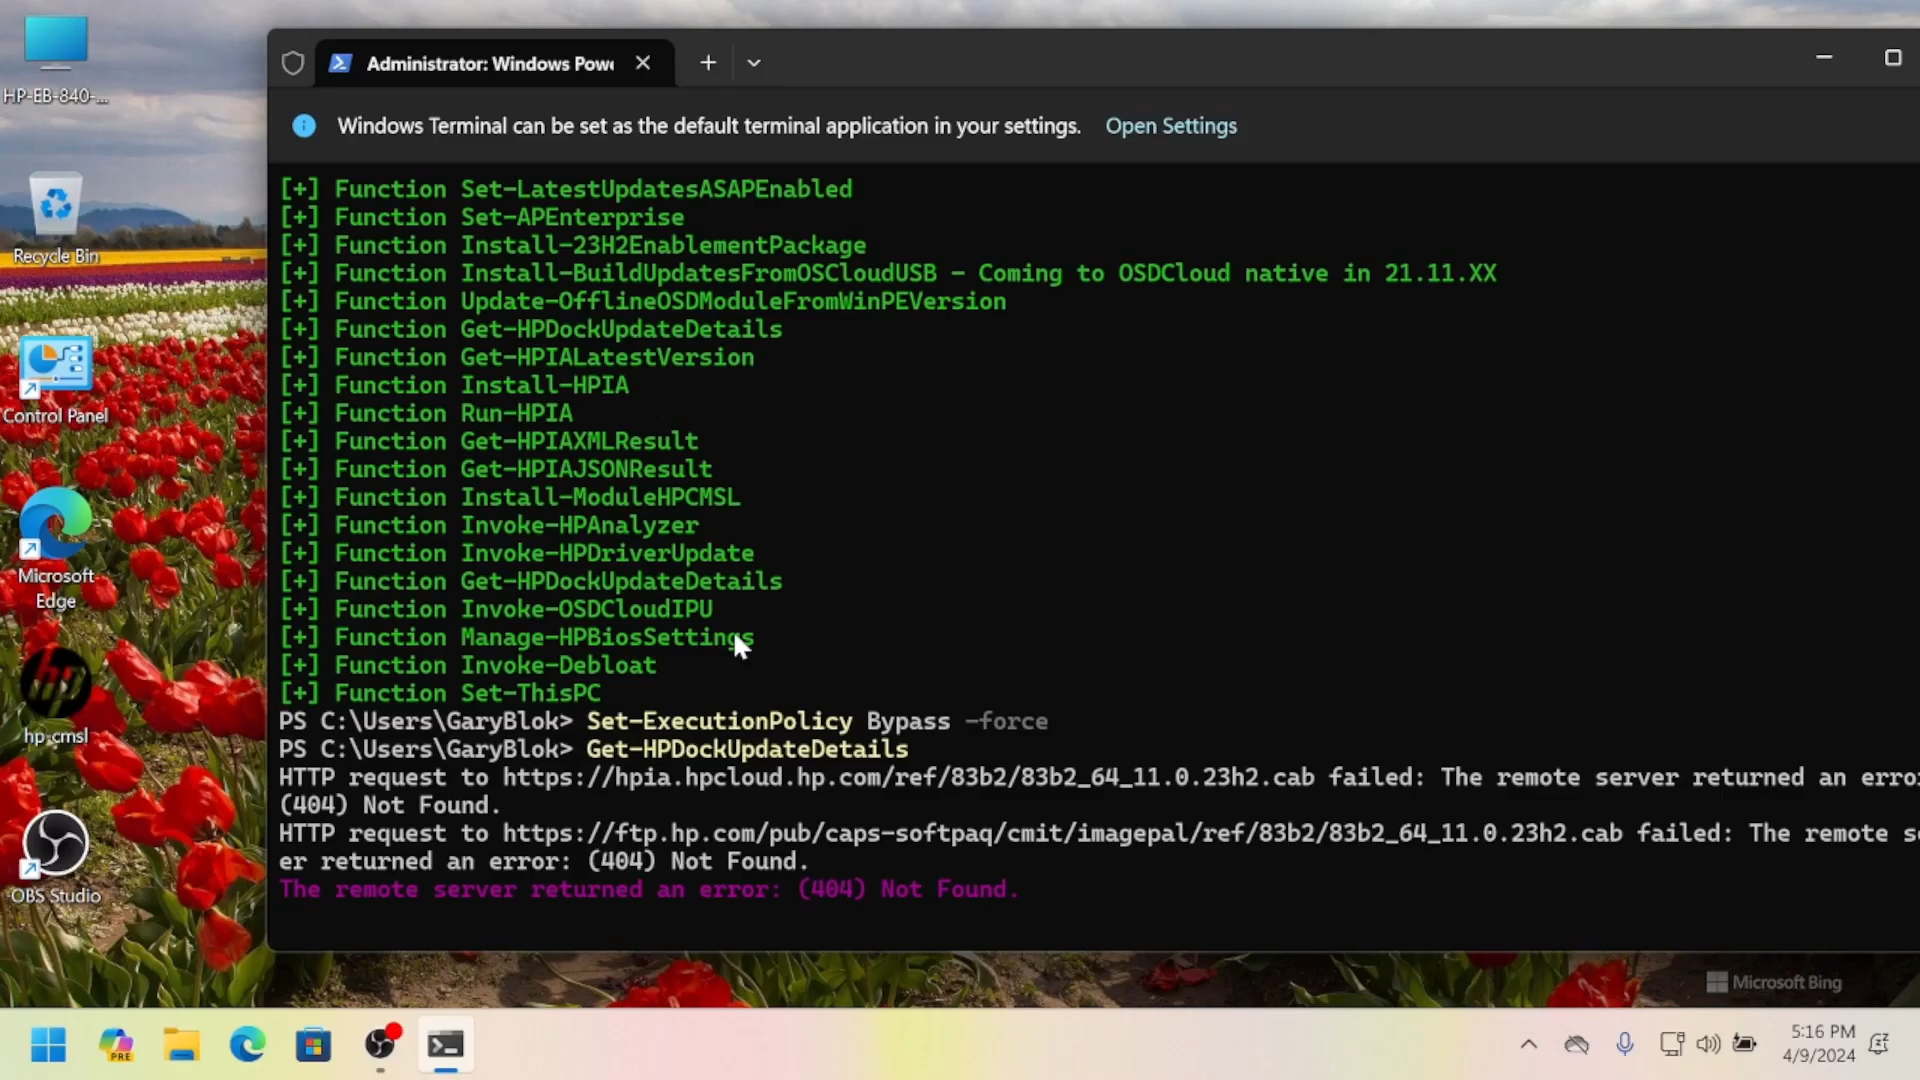 HP-EB-840-...
Recycle Bin
Control Panel
Microsoft
Edge
hp
hp-cmsl
OBS Studio
Administrator: Windows Powe
Windows Terminal can be set as the default terminal application in your settings. Open Settings
[+] Function Set-LatestUpdatesASAPEnabled
[+] Function Set-APEnterprise
[+] Function Install-23H2EnablementPackage
[+] Function Install-BuildUpdatesFromOSCloudUSB - Coming to OSDCloud native in 21.11.XX
[+] Function Update-OfflineOSDModuleFromWinPEVersion
[+] Function Get-HPDockUpdateDetails
[+] Function Get-HPIALatestVersion
[+] Function Install-HPIA
[+] Function Run-HPIA
[+] Function Get-HPIAXMLResult
[+] Function Get-HPIAJSONResult
[+] Function Install-ModuleHPCMSL
[+] Function Invoke-HPAnalyzer
[+] Function Invoke-HPDriverUpdate
[+] Function Get-HPDockUpdateDetails
[+] Function Invoke-OSDCloudIPU
[+] Function Manage-HPBiosSettings
[+] Function Invoke-Debloat
[+] Function Set-ThisPC
PS C:\Users\GaryBlok> Set-ExecutionPolicy Bypass -force
PS C:\Users\GaryBlok> Get-HPDockUpdateDetails
HTTP request to https://hpia.hpcloud.hp.com/ref/83b2/83b2_64_11.0.23h2.cab failed: The remote server returned an erro
(404) Not Found.
HTTP request to https://ftp.hp.com/pub/caps-softpaq/cmit/imagepal/ref/83b2/83b2_64_11.0.23h2.cab failed: The remote s
er returned an error: (404) Not Found.
The remote server returned an error: (404) Not Found.
Microsoft Bing
PRE
5:16 PM
4/9/2024